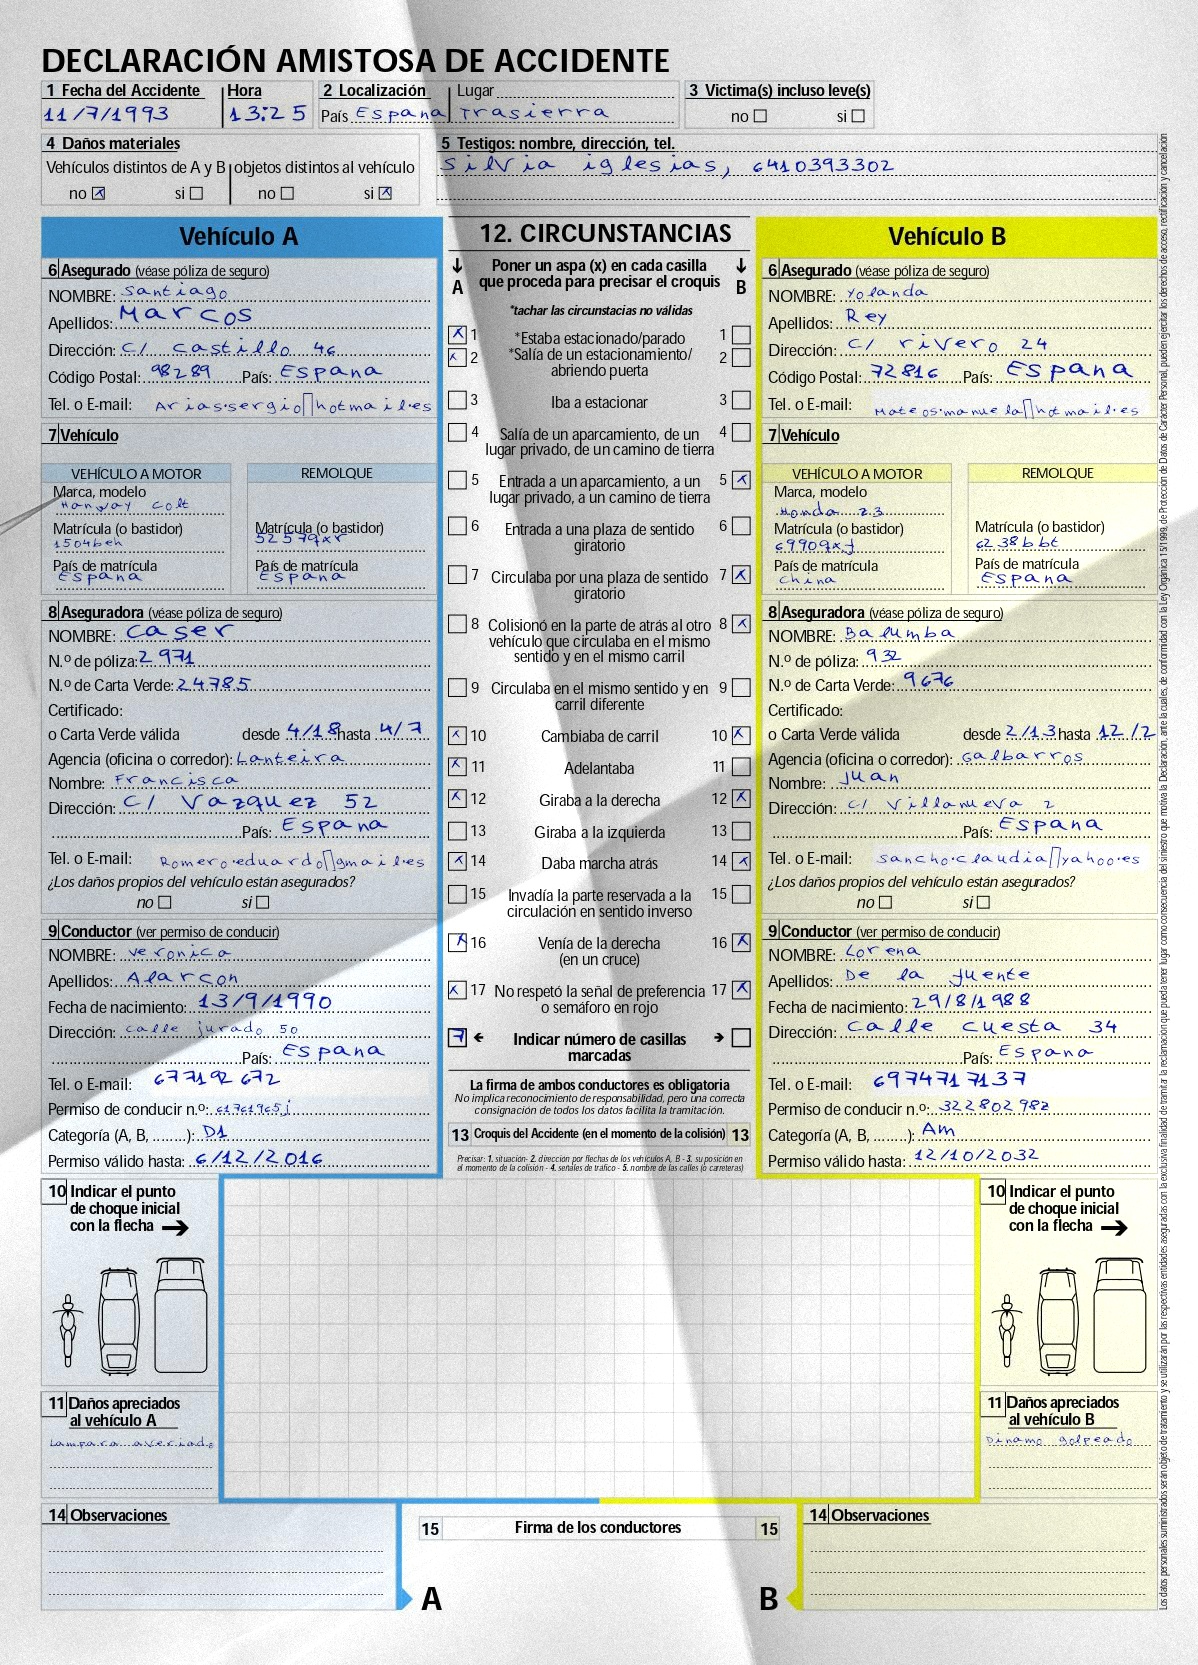 DECLARACIÓN AMISTOSA DE ACCIDENTE
1 Fecha del Accidente Hora 2 Localización Lugar 3 Victima(s) incluso leve(s)
11/7/1993 13:25 País Espana Trasierra no si
4 Daños materiales 5 Testigos: nombre, dirección, tel.
Vehículos distintos de A y B objetos distintos al vehículo Silvia iglesias, 6410393302
no x si no si x
Vehículo A
6 Asegurado (véase póliza de seguro)
NOMBRE: Santiago
Apellidos: Marcos
Dirección: C/ castillo 46
Código Postal: 98289 País: Espana
Tel. o E-mail: Arias.sergio▯hotmail.es
7 Vehículo
VEHÍCULO A MOTOR REMOLQUE
Marca, modelo
Hanway colt
Matrícula (o bastidor) Matrícula (o bastidor)
1504beh 52579xr
País de matrícula País de matrícula
Espana Espana
8 Aseguradora (véase póliza de seguro)
NOMBRE: Caser
N.º de póliza: 2971
N.º de Carta Verde: 24785
Certificado:
o Carta Verde válida desde 4/18 hasta 4/7
Agencia (oficina o corredor): Lanteira
Nombre: Francisca
Dirección: C/ Vazquez 52
País: Espana
Tel. o E-mail: Romero.eduardo▯gmail.es
¿Los daños propios del vehículo están asegurados?
no si
9 Conductor (ver permiso de conducir)
NOMBRE: Veronica
Apellidos: Alarcon
Fecha de nacimiento: 13/9/1990
Dirección: calle jurado 50
País: Espana
Tel. o E-mail: 677192672
Permiso de conducir n.º: 61761965j
Categoría (A, B, ........): D1
Permiso válido hasta: 6/12/2016
12. CIRCUNSTANCIAS
A Poner un aspa (x) en cada casilla que proceda para precisar el croquis B
*tachar las circunstacias no válidas
x 1 *Estaba estacionado/parado 1
x 2 *Salía de un estacionamiento/ 2
abriendo puerta
3 Iba a estacionar 3
4 Salía de un aparcamiento, de un 4
lugar privado, de un camino de tierra
5 Entrada a un aparcamiento, a un 5 x
lugar privado, a un camino de tierra
6 Entrada a una plaza de sentido 6
giratorio
7 Circulaba por una plaza de sentido 7 x
giratorio
8 Colisionó en la parte de atrás al otro 8 x
vehículo que circulaba en el mismo
sentido y en el mismo carril
9 Circulaba en el mismo sentido y en 9
carril diferente
x 10 Cambiaba de carril 10 x
x 11 Adelantaba 11
x 12 Giraba a la derecha 12 x
13 Giraba a la izquierda 13
x 14 Daba marcha atrás 14 x
15 Invadía la parte reservada a la 15
circulación en sentido inverso
x 16 Venía de la derecha 16 x
(en un cruce)
x 17 No respetó la señal de preferencia 17 x
o semáforo en rojo
7 Indicar número de casillas
marcadas
La firma de ambos conductores es obligatoria
No implica reconocimiento de responsabilidad, pero una correcta
consignación de todos los datos facilita la tramitación.
13 Croquis del Accidente (en el momento de la colisión) 13
Precisar: 1. situación- 2. dirección por flechas de los vehículos A, B - 3. su posición en
el momento de la colisión - 4. señales de tráfico - 5. nombre de las calles (o carreteras)
Vehículo B
6 Asegurado (véase póliza de seguro)
NOMBRE: Yolanda
Apellidos: Rey
Dirección: C/ rivero 24
Código Postal: 72816 País: Espana
Tel. o E-mail: Mateos.manuela▯hotmail.es
7 Vehículo
VEHÍCULO A MOTOR REMOLQUE
Marca, modelo
Honda z3
Matrícula (o bastidor) Matrícula (o bastidor)
69909xf 6238bbt
País de matrícula País de matrícula
China Espana
8 Aseguradora (véase póliza de seguro)
NOMBRE: Balumba
N.º de póliza: 932
N.º de Carta Verde: 9676
Certificado:
o Carta Verde válida desde 2/13 hasta 12/2
Agencia (oficina o corredor): Galbarros
Nombre: Juan
Dirección: C/ Villanueva 2
País: Espana
Tel. o E-mail: Sancho.claudia▯yahoo.es
¿Los daños propios del vehículo están asegurados?
no si
9 Conductor (ver permiso de conducir)
NOMBRE: Lorena
Apellidos: De la fuente
Fecha de nacimiento: 29/8/1988
Dirección: Calle cuesta 34
País: Espana
Tel. o E-mail: 6974717137
Permiso de conducir n.º: 32280298z
Categoría (A, B, ........): Am
Permiso válido hasta: 12/10/2032
10 Indicar el punto
de choque inicial
con la flecha
11 Daños apreciados
al vehículo A
Lampara averiado
10 Indicar el punto
de choque inicial
con la flecha
11 Daños apreciados
al vehículo B
Dinamo golpeado
14 Observaciones
15 Firma de los conductores 15
A B
14 Observaciones
Los datos personales suministrados serán objeto de tratamiento y se utilizarán por las respectivas entidades aseguradas con la exclusiva finalidad de tramitar la reclamación que pueda tener lugar como consecuencia del siniestro que motiva la Declaración, ante la cuales, de conformidad con la Ley Orgánica 15/1999, de Protección de Datos de Carácter Personal, pueden ejercitar los derechos de acceso, rectificación y cancelación